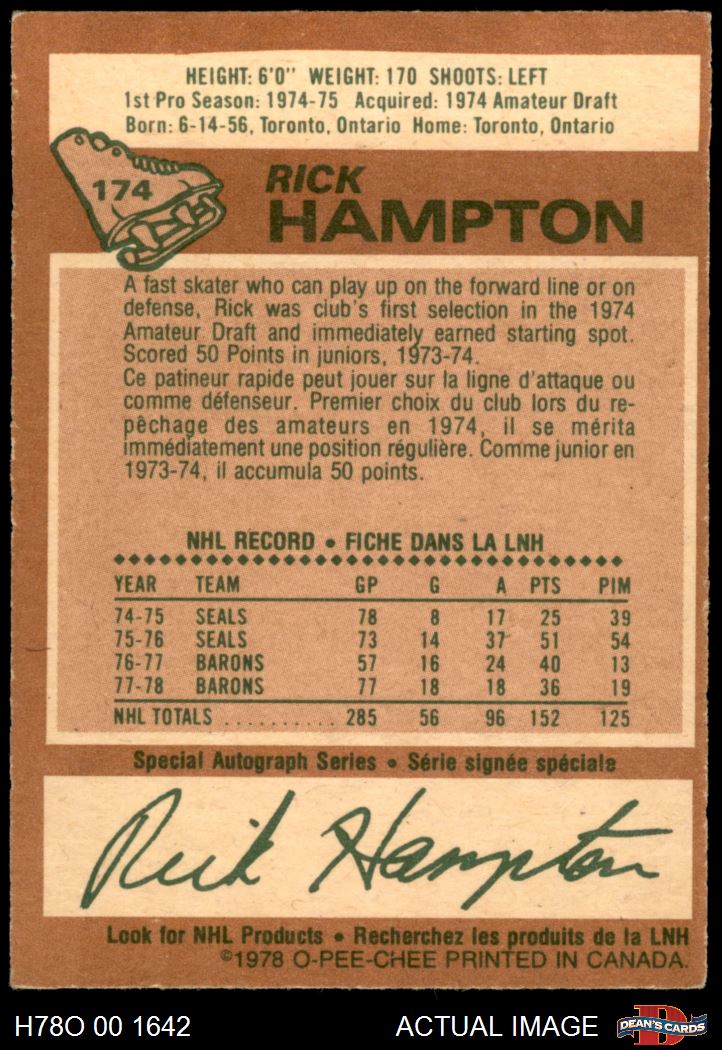 HEIGHT: 6'0" WEIGHT: 170 SHOOTS: LEFT
1st Pro Season: 1974-75 Acquired: 1974 Amateur Draft
Born: 6-14-56, Toronto, Ontario Home: Toronto, Ontario
174
RICK
HAMPTON
A fast skater who can play up on the forward line or on
defense, Rick was club's first selection in the 1974
Amateur Draft and immediately earned starting spot.
Scored 50 Points in juniors, 1973-74.
Ce patineur rapide peut jouer sur la ligne d'attaque ou
comme défenseur. Premier choix du club lors du re-
pêchage des amateurs en 1974, il se mérita
immédiatement une position régulière. Comme junior en
1973-74, il accumula 50 points.
NHL RECORD • FICHE DANS LA LNH
YEAR TEAM GP G A PTS PIM
74-75 SEALS 78 8 17 25 39
75-76 SEALS 73 14 37 51 54
76-77 BARONS 57 16 24 40 13
77-78 BARONS 77 18 18 36 19
NHL TOTALS .......... 285 56 96 152 125
Special Autograph Series • Série signée spéciale
Rick Hampton
Look for NHL Products • Recherchez les produits de la LNH
©1978 O-PEE-CHEE PRINTED IN CANADA.
H78O 00 1642 ACTUAL IMAGE D DEAN'S CARDS